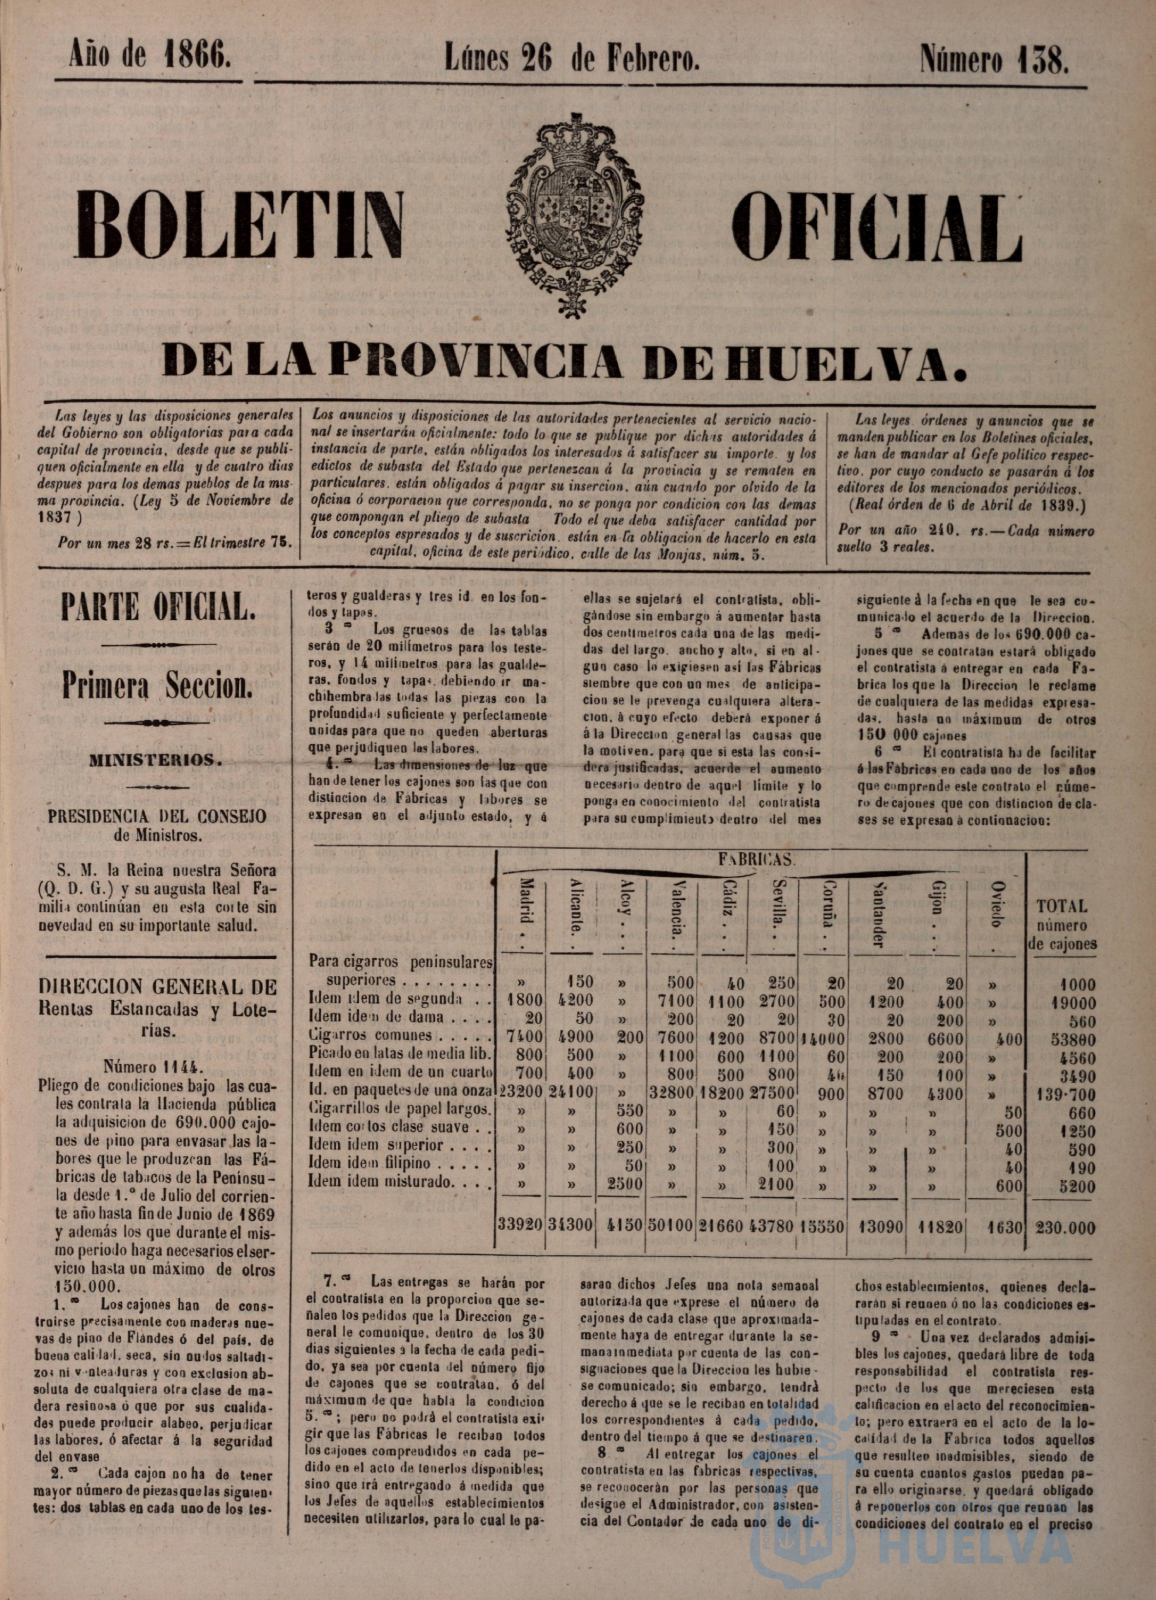 Año de 1866.
Lúnes 26 de Febrero.
Número 138.
BOLETIN OFICIAL
DE LA PROVINCIA DE HUELVA.
Las leyes y las disposiciones generales
del Gobierno son obligatorias para cada
capital de provincia, desde que se publi-
quen oficialmente en ella y de cuatro dias
despues para los demas pueblos de la mis-
ma provincia. (Ley 5 de Noviembre de
1837)
Por un mes 28 rs.=El trimestre 75.
Los anuncios y disposiciones de las autoridades pertenecientes al servicio nacio-
nal se insertarán oficialmente: todo lo que se publique por dichas autoridades á
instancia de parte, están obligados los interesados á satisfacer su importe. y los
edictos de subasta del Estado que pertenezcan á la provincia y se rematen en
particulares. están obligados á pagar su insercion, aún cuando por olvido de la
oficina ó corporacion que corresponda, no se ponga por condicion con las demas
que compongan el pliego de subasta Todo el que deba satisfacer cantidad por
los conceptos espresados y de suscricion. están en la obligacion de hacerlo en esta
capital, oficina de este periódico, calle de las Monjas, núm. 5.
Las leyes. órdenes y anuncios que se
manden publicar en los Boletines oficiales,
se han de mandar al Gefe político respec-
tivo, por cuyo conducto se pasarán á los
editores de los mencionados periódicos.
(Real órden de 6 de Abril de 1839.)
Por un año 240. rs.—Cada número
suelto 3 reales.
PARTE OFICIAL.
Primera Seccion.
MINISTERIOS.
PRESIDENCIA DEL CONSEJO
de Ministros.
S. M. la Reina nuestra Señora
(Q. D. G.) y su augusta Real Fa-
milia continúan en esta corte sin
novedad en su importante salud.
DIRECCION GENERAL DE
Rentas Estancadas y Lote-
rias.
Número 1144.
Pliego de condiciones bajo las cua-
les contrata la Hacienda pública
la adquisicion de 690.000 cajo-
nes de pino para envasar las la-
bores que le produzcan las Fá-
bricas de tabacos de la Penínsu-
la desde 1.º de Julio del corrien-
te año hasta fin de Junio de 1869
y además los que durante el mis-
mo periodo haga necesarios el ser-
vicio hasta un máximo de otros
150.000.
1.ª Los cajones han de cons-
truirse precisamente con maderas nue-
vas de pino de Flandes ó del país, de
buena calidad, seca, sin nudos saltadi-
zos ni venteaduras y con exclusion ab-
soluta de cualquiera otra clase de ma-
dera resinosa ó que por sus cualida-
des puede producir alabeo, perjudicar
las labores, ó afectar á la seguridad
del envase
2.ª Cada cajon no ha de tener
mayor número de piezas que las siguien-
tes: dos tablas en cada uno de los tes-
teros y gualderas y tres id. en los fon-
dos y tapas.
3 ª Los gruesos de las tablas
serán de 20 milímetros para los teste-
ros, y 14 milimetros para las gualde-
ras, fondos y tapas, debiendo ir ma-
chihembradas todas las piezas con la
profundidad suficiente y perfectamente
unidas para que no queden aberturas
que perjudiquen las labores.
4.ª Las dimensiones de luz que
han de tener los cajones son las que con
distincion de Fábricas y labores se
expresan en el adjunto estado, y á
ellas se sujetará el contratista, obli-
gándose sin embargo á aumentar hasta
dos centímetros cada una de las medi-
das del largo, ancho y alto, si en al-
gun caso lo exigiesen así las Fábricas
siembre que con un mes de anticipa-
cion se le prevenga cualquiera altera-
cion, á cuyo efecto deberá exponer á
á la Direccion general las causas que
la motiven, para que si esta las consi-
dera justificadas, acuerde el aumento
necesario dentro de aquel límite y lo
ponga en conocimiento del contratista
para su cumplimiento dentro del mes
siguiente á la fecha en que le sea co-
municado el acuerdo de la Direccion.
5 ª Ademas de los 690.000 ca-
jones que se contratan estará obligado
el contratista á entregar en cada Fa-
brica los que la Direccion le reclame
de cualquiera de las medidas expresa-
das, hasta un máximum de otros
150 000 cajones
6 ª El contratista ha de facilitar
á las Fábricas en cada uno de los años
que comprende este contrato el núme-
ro de cajones que con distincion de cla-
ses se expresan á continuacion:
FABRICAS.
Madrid . . Alicante. . Alcoy . . . Valencia. . Cádiz . . . Sevilla. . . Coruña . . Santander Gijon . . . Oviedo . TOTAL número de cajones
Para cigarros peninsulares
superiores . . . . . . . . » 150 » 500 40 250 20 20 20 » 1000
Idem idem de segunda . . 1800 4200 » 7100 1100 2700 500 1200 400 » 19000
Idem idem de dama . . . . 20 50 » 200 20 20 30 20 200 » 560
Cigarros comunes . . . . . 7400 4900 200 7600 1200 8700 14000 2800 6600 400 53800
Picado en latas de media lib. 800 500 » 1100 600 1100 60 200 200 » 4560
Idem en idem de un cuarto 700 400 » 800 500 800 40 150 100 » 3490
Id. en paquetes de una onza 23200 24100 » 32800 18200 27500 900 8700 4300 » 139·700
Cigarrillos de papel largos. » » 550 » » 60 » » » 50 660
Idem cortos clase suave . . » » 600 » » 150 » » » 500 1250
Idem idem superior . . . . » » 250 » » 300 » » » 40 590
Idem idem filipino . . . . . » » 50 » » 100 » » » 40 190
Idem idem misturado. . . . » » 2500 » » 2100 » » » 600 5200
33920 34300 4150 50100 21660 43780 15550 13090 11820 1630 230.000
7.ª Las entregas se harán por
el contratista en la proporcion que se-
ñalen los pedidos que la Direccion ge-
neral le comunique, dentro de los 30
dias siguientes á la fecha de cada pedi-
do, ya sea por cuenta del número fijo
de cajones que se contratan, ó del
máximum de que habla la condicion
5.ª; pero no podrá el contratista exi-
gir que las Fábricas le reciban todos
los cajones comprendidos en cada pe-
dido en el acto de tenerlos disponibles;
sino que irá entregando á medida que
los Jefes de aquellos establecimientos
necesiten utilizarlos, para lo cual le pa-
saran dichos Jefes una nota semanal
autorizada que exprese el número de
cajones de cada clase que aproximada-
mente haya de entregar durante la se-
mana inmediata por cuenta de las con-
signaciones que la Direccion les hubie-
se comunicado; sin embargo, tendrá
derecho á que se le reciban en totalidad
los correspondientes á cada pedido,
dentro del tiempo á que se destinaren.
8 ª Al entregar los cajones el
contratista en las fábricas respectivas,
se reconocerán por las personas que
designe el Administrador, con asisten-
cia del Contador de cada uno de di-
chos establecimientos, quienes decla-
rarán si reunen ó no las condiciones es-
tipuladas en el contrato.
9 ª Una vez declarados admisi-
bles los cajones, quedará libre de toda
responsabilidad el contratista res-
pecto de los que mereciesen esta
calificacion en el acto del reconocimien-
to; pero extraera en el acto de la lo-
calidad de la Fabrica todos aquellos
que resulten inadmisibles, siendo de
su cuenta cuantos gastos puedan pa-
ra ello originarse, y quedará obligado
á reponerlos con otros que reunan las
condiciones del contrato en el preciso
HUELVA